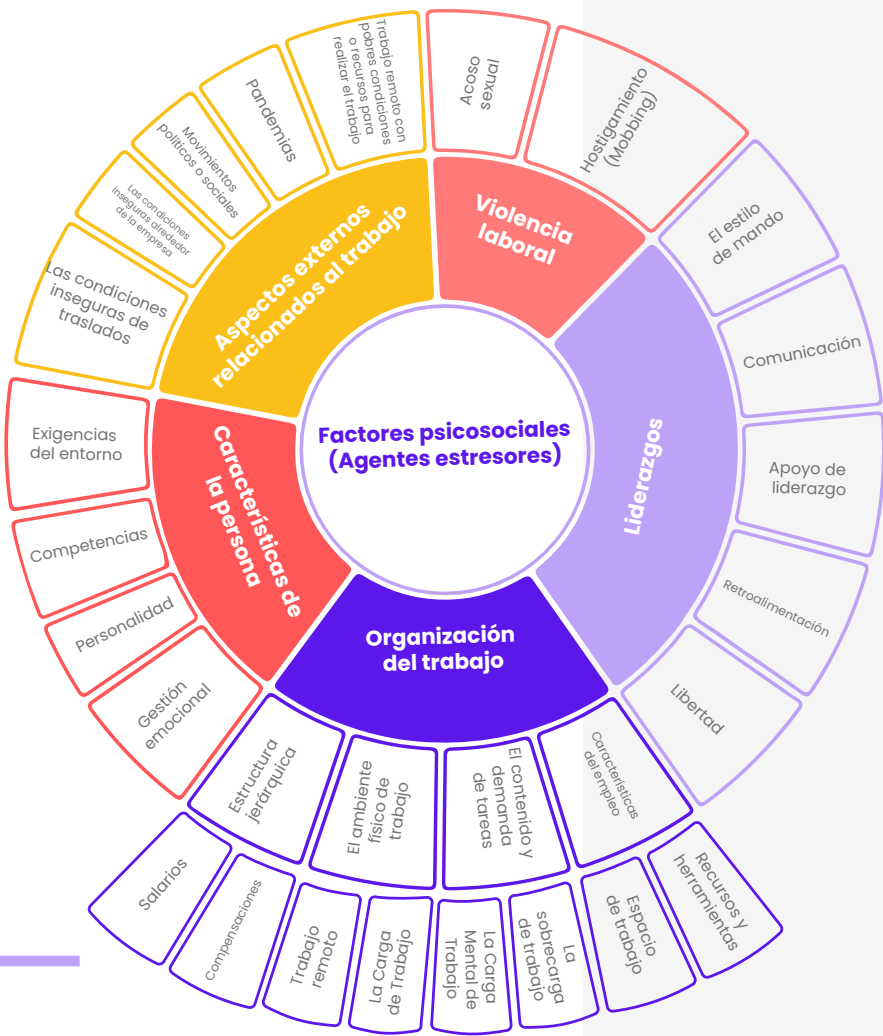 Factores psicosociales
(Agentes estresores)
Violencia
laboral
Acoso
sexual
Hostigamiento
(Mobbing)
Liderazgos
El estilo
de mando
Comunicación
Apoyo de
liderazgo
Retroalimentación
Libertad
Organización
del trabajo
Características
del empleo
El contenido y
demanda
de tareas
El ambiente
físico de
trabajo
Estructura
jerárquica
Recursos y
herramientas
Espacio
de trabajo
La
sobrecarga
de trabajo
La Carga
Mental de
Trabajo
La Carga
de Trabajo
Trabajo
remoto
Compensaciones
Salarios
Características de
la persona
Gestión
emocional
Personalidad
Competencias
Exigencias
del entorno
Aspectos externos
relacionados al trabajo
Las condiciones
inseguras de
traslados
Las condiciones
inseguras alrededor
de la empresa
Movimientos
políticos o sociales
Pandemias
Trabajo remoto con
pobres condiciones
o recursos para
realizar el trabajo